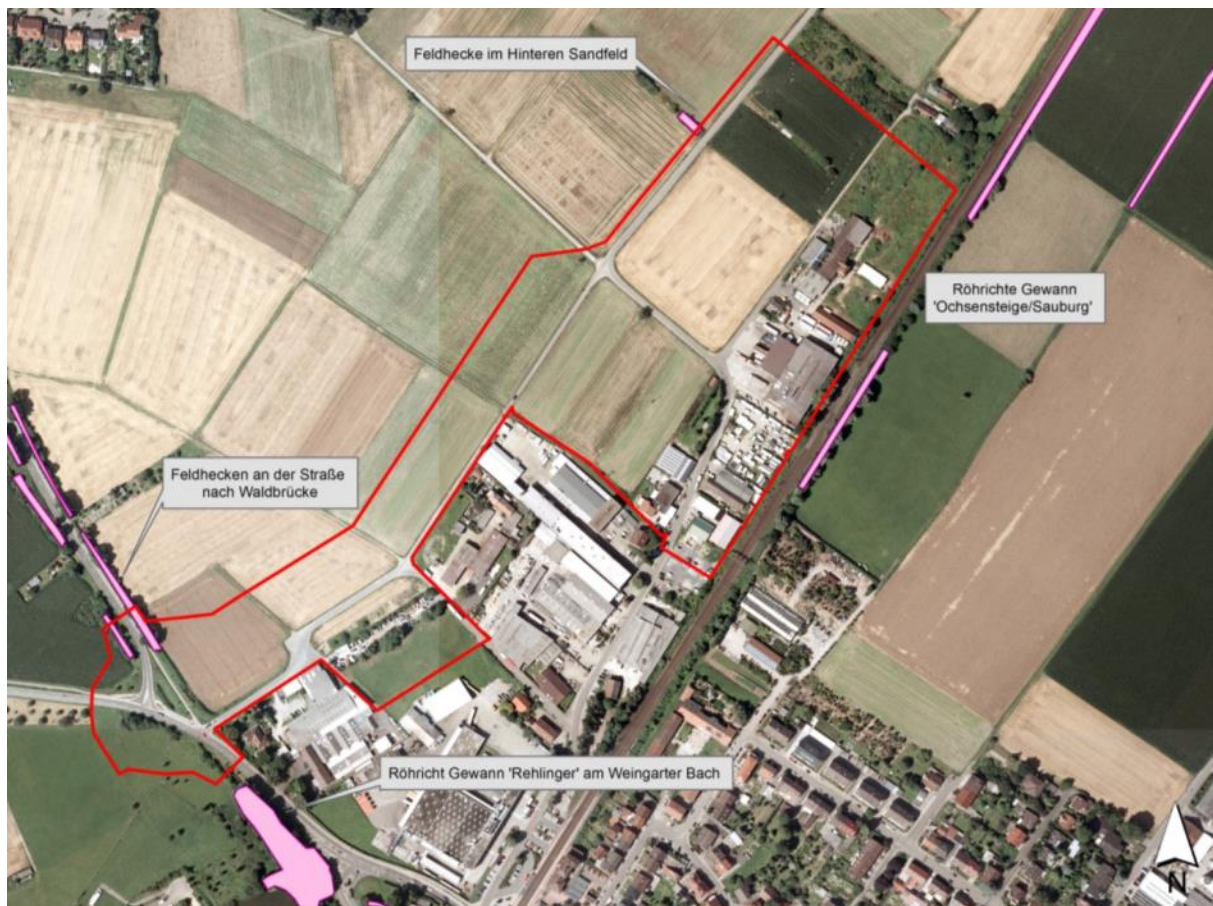 Feldhecke im Hinteren Sandfeld
Röhrichte Gewann
'Ochsensteige/Sauburg'
Feldhecken an der Straße
nach Waldbrücke
Röhricht Gewann 'Rehlinger' am Weingarter Bach
N